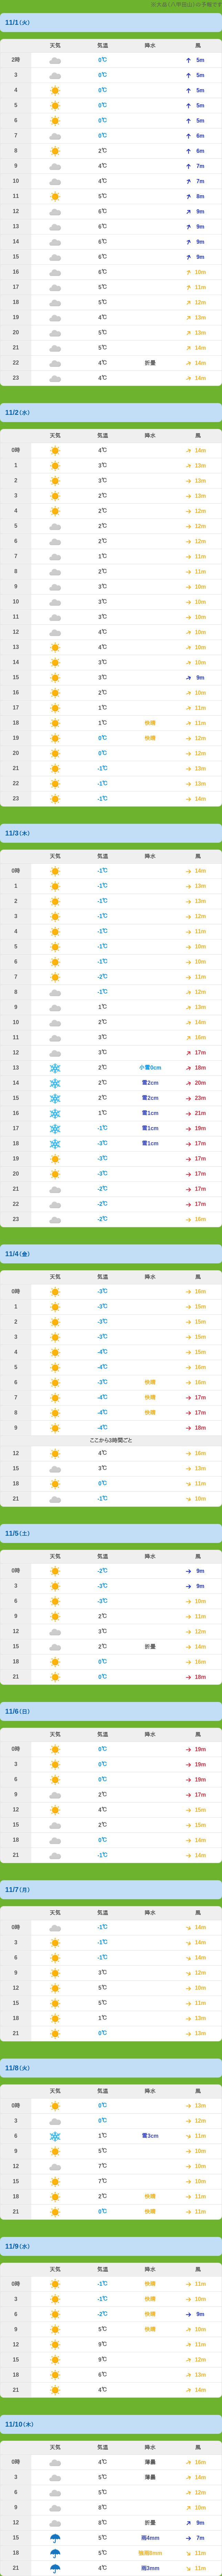 11/1(火)
天気 気温 降水 風
2時 0℃ 5m
3 0℃ 5m
4 0℃ 5m
5 0℃ 5m
6 0℃ 5m
7 0℃ 6m
8 2℃ 6m
9 4℃ 7m
10 4℃ 7m
11 5℃ 8m
12 6℃ 9m
13 6℃ 9m
14 6℃ 9m
15 6℃ 9m
16 6℃ 10m
17 5℃ 11m
18 5℃ 12m
19 4℃ 13m
20 5℃ 13m
21 5℃ 14m
22 4℃ 折曇 14m
23 4℃ 14m
11/2(水)
天気 気温 降水 風
0時 4℃ 14m
1 3℃ 13m
2 3℃ 13m
3 2℃ 13m
4 2℃ 12m
5 2℃ 12m
6 2℃ 12m
7 1℃ 11m
8 2℃ 11m
9 3℃ 10m
10 3℃ 10m
11 3℃ 10m
12 4℃ 10m
13 4℃ 10m
14 3℃ 10m
15 3℃ 9m
16 2℃ 10m
17 1℃ 11m
18 1℃ 快晴 11m
19 0℃ 快晴 12m
20 0℃ 12m
21 -1℃ 13m
22 -1℃ 13m
23 -1℃ 14m
11/3(木)
天気 気温 降水 風
0時 -1℃ 14m
1 -1℃ 13m
2 -1℃ 13m
3 -1℃ 12m
4 -1℃ 11m
5 -1℃ 10m
6 -1℃ 10m
7 -2℃ 11m
8 -1℃ 12m
9 1℃ 13m
10 2℃ 14m
11 3℃ 16m
12 3℃ 17m
13 2℃ 小雪0cm 18m
14 2℃ 雪2cm 20m
15 2℃ 雪2cm 23m
16 1℃ 雪1cm 21m
17 -1℃ 雪1cm 19m
18 -3℃ 雪1cm 17m
19 -3℃ 17m
20 -3℃ 17m
21 -2℃ 17m
22 -2℃ 17m
23 -2℃ 16m
11/4(金)
天気 気温 降水 風
0時 -3℃ 16m
1 -3℃ 15m
2 -3℃ 15m
3 -3℃ 15m
4 -4℃ 15m
5 -4℃ 16m
6 -3℃ 快晴 16m
7 -4℃ 快晴 17m
8 -4℃ 快晴 17m
9 -4℃ 18m
ここから3時間ごと
12 4℃ 16m
15 3℃ 13m
18 0℃ 11m
21 -1℃ 10m
11/5(土)
天気 気温 降水 風
0時 -2℃ 9m
3 -3℃ 9m
6 -3℃ 10m
9 2℃ 11m
12 3℃ 12m
15 2℃ 折曇 14m
18 0℃ 16m
21 0℃ 18m
11/6(日)
天気 気温 降水 風
0時 0℃ 19m
3 0℃ 19m
6 0℃ 19m
9 2℃ 17m
12 4℃ 15m
15 2℃ 15m
18 0℃ 14m
21 -1℃ 14m
11/7(月)
天気 気温 降水 風
0時 -1℃ 14m
3 -1℃ 14m
6 -1℃ 14m
9 3℃ 12m
12 5℃ 10m
15 5℃ 11m
18 1℃ 13m
21 0℃ 13m
11/8(火)
天気 気温 降水 風
0時 0℃ 13m
3 0℃ 12m
6 1℃ 雪3cm 11m
9 5℃ 10m
12 7℃ 10m
15 7℃ 10m
18 2℃ 快晴 11m
21 0℃ 快晴 11m
11/9(水)
天気 気温 降水 風
0時 -1℃ 快晴 11m
3 -1℃ 快晴 10m
6 -2℃ 快晴 9m
9 5℃ 快晴 10m
12 9℃ 11m
15 9℃ 12m
18 6℃ 13m
21 4℃ 14m
11/10(木)
天気 気温 降水 風
0時 4℃ 薄曇 16m
3 5℃ 薄曇 14m
6 5℃ 12m
9 8℃ 10m
12 8℃ 折曇 9m
15 5℃ 雨4mm 7m
18 5℃ 11m
21 4℃ 雨3mm 11m